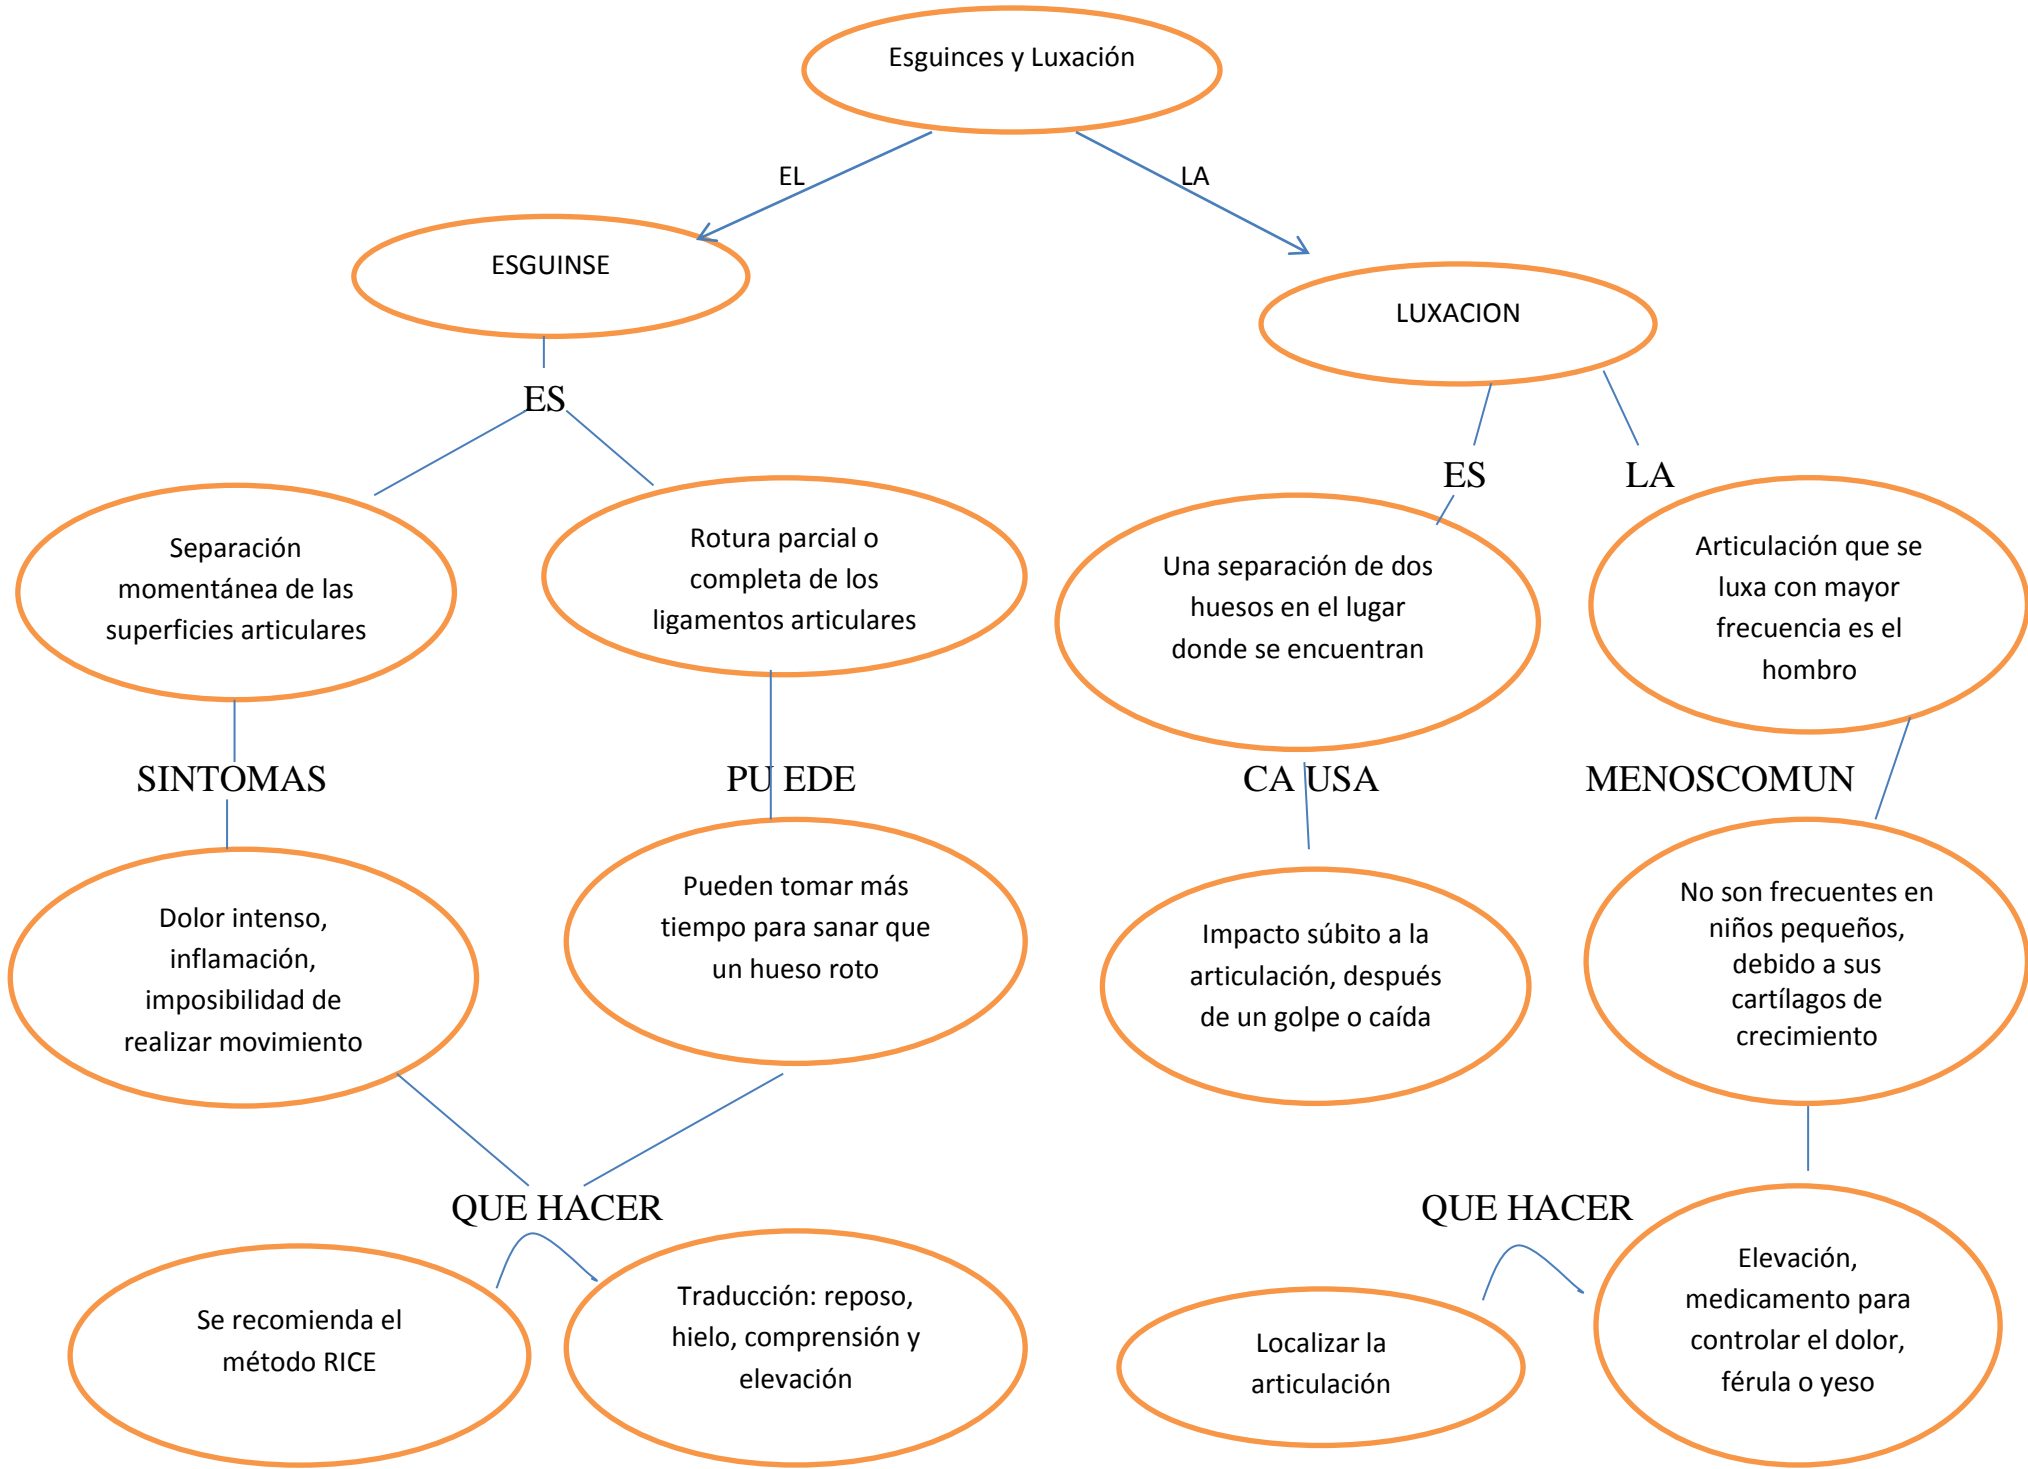 Esguinces y Luxación
EL
LA
ESGUINSE
LUXACION
ES
ES
LA
Separación
momentánea de las
superficies articulares
Rotura parcial o
completa de los
ligamentos articulares
Una separación de dos
huesos en el lugar
donde se encuentran
Articulación que se
luxa con mayor
frecuencia es el
hombro
SINTOMAS
PU EDE
CA USA
MENOSCOMUN
Dolor intenso,
inflamación,
imposibilidad de
realizar movimiento
Pueden tomar más
tiempo para sanar que
un hueso roto
Impacto súbito a la
articulación, después
de un golpe o caída
No son frecuentes en
niños pequeños,
debido a sus
cartílagos de
crecimiento
QUE HACER
QUE HACER
Se recomienda el
método RICE
Traducción: reposo,
hielo, comprensión y
elevación
Localizar la
articulación
Elevación,
medicamento para
controlar el dolor,
férula o yeso